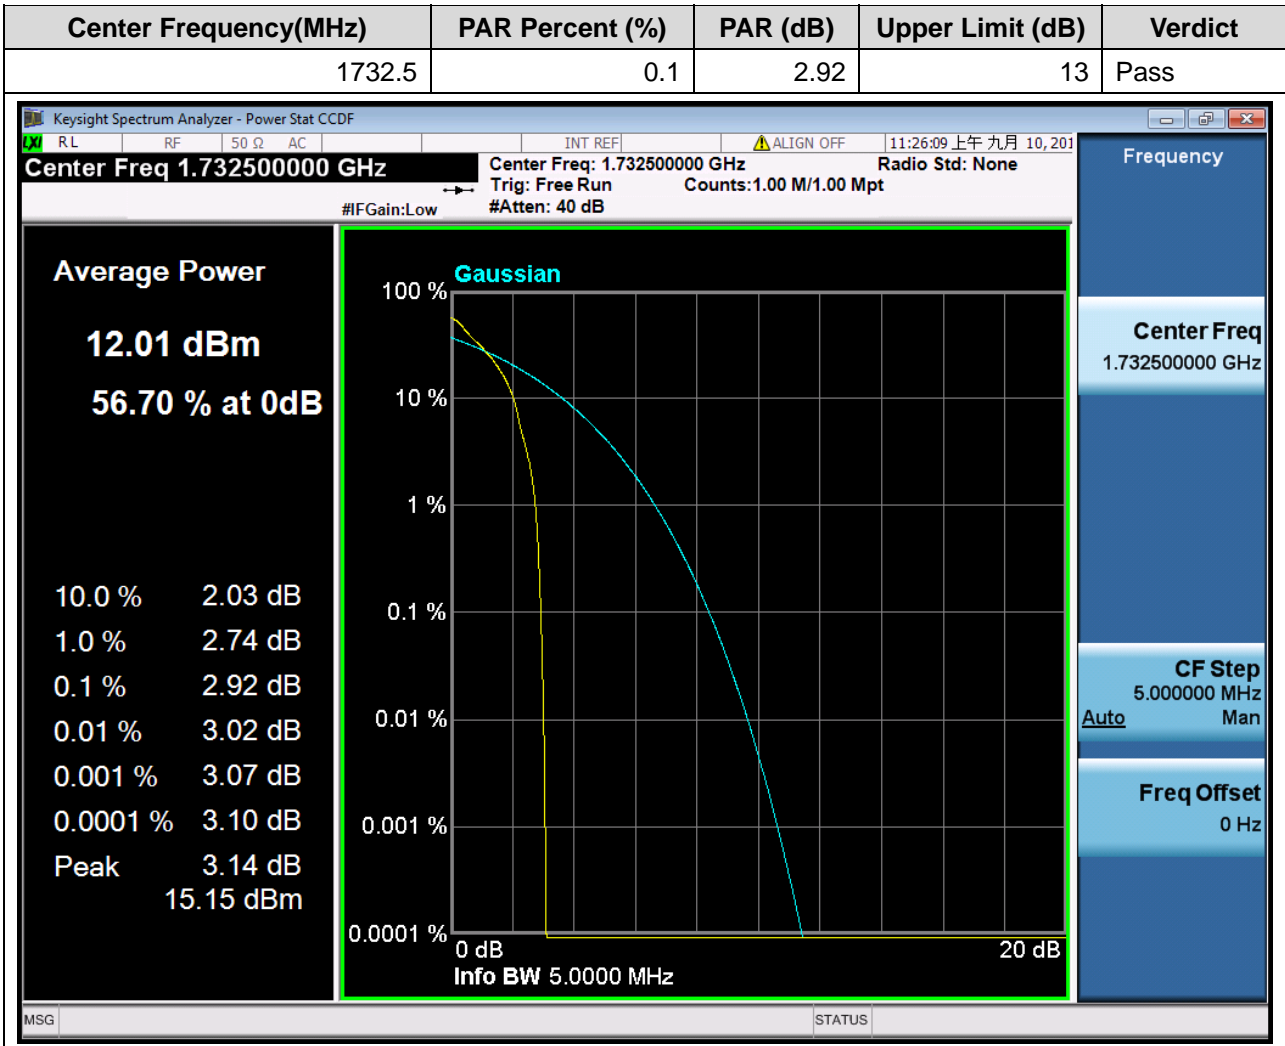 Center Frequency(MHz) PAR Percent (%) PAR (dB) Upper Limit (dB) Verdict
1732.5 0.1 2.92 13 Pass
Keysight Spectrum Analyzer - Power Stat CCDF
LXI RL RF 50 Ω AC INT REF ALIGN OFF 11:26:09 上午 九月 10, 201
Center Freq 1.732500000 GHz
Center Freq: 1.732500000 GHz Radio Std: None
Trig: Free Run Counts:1.00 M/1.00 Mpt
#IFGain:Low #Atten: 40 dB
Average Power
12.01 dBm
56.70 % at 0dB
10.0 % 2.03 dB
1.0 % 2.74 dB
0.1 % 2.92 dB
0.01 % 3.02 dB
0.001 % 3.07 dB
0.0001 % 3.10 dB
Peak 3.14 dB
15.15 dBm
Gaussian
100 %
10 %
1 %
0.1 %
0.01 %
0.001 %
0.0001 %
0 dB 20 dB
Info BW 5.0000 MHz
Frequency
Center Freq
1.732500000 GHz
CF Step
5.000000 MHz
Auto Man
Freq Offset
0 Hz
MSG STATUS